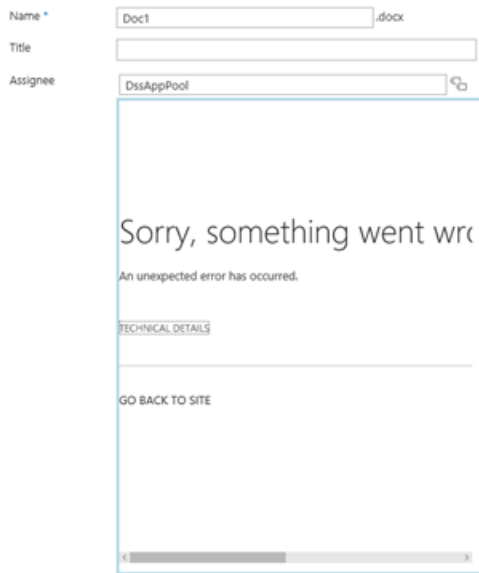 Name *
Doc1 .docx
Title
Assignee
DssAppPool
Sorry, something went wro
An unexpected error has occurred.
TECHNICAL DETAILS
GO BACK TO SITE